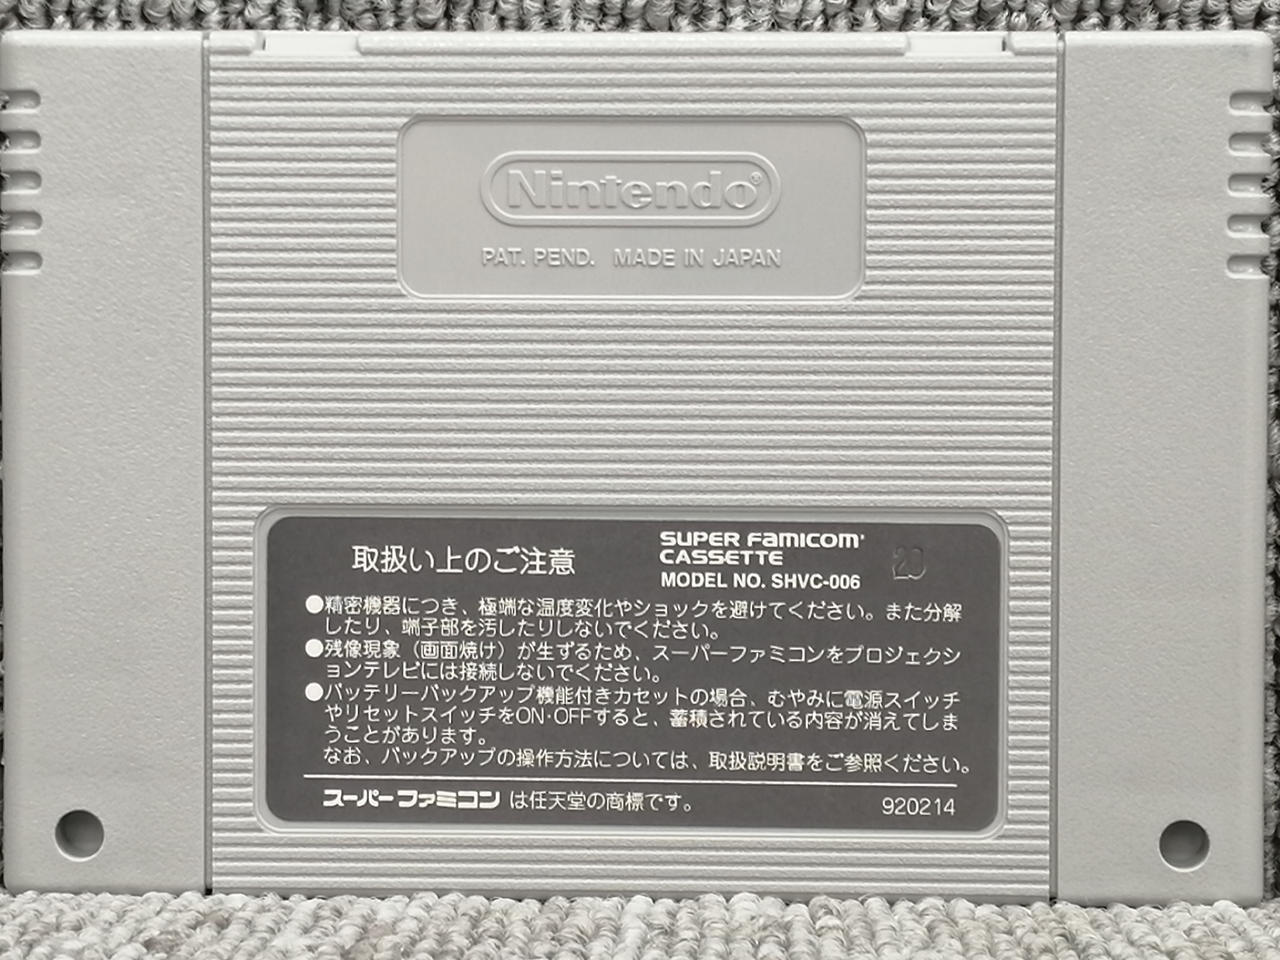 Nintendo®
PAT. PEND. MADE IN JAPAN
取扱い上のご注意
SUPER FAMICOM
CASSETTE
MODEL NO. SHVC-006
20
●精密機器につき、極端な温度変化やショックを避けてください。また分解
したり、端子部を汚したりしないでください。
●残像現象（画面焼け）が生ずるため、スーパーファミコンをプロジェクシ
ョンテレビには接続しないでください。
●バッテリーバックアップ機能付きカセットの場合、むやみに電源スイッチ
やリセットスイッチをON·OFFすると、蓄積されている内容が消えてしま
うことがあります。
なお、バックアップの操作方法については、取扱説明書をご参照ください。
スーパーファミコン は任天堂の商標です。
920214